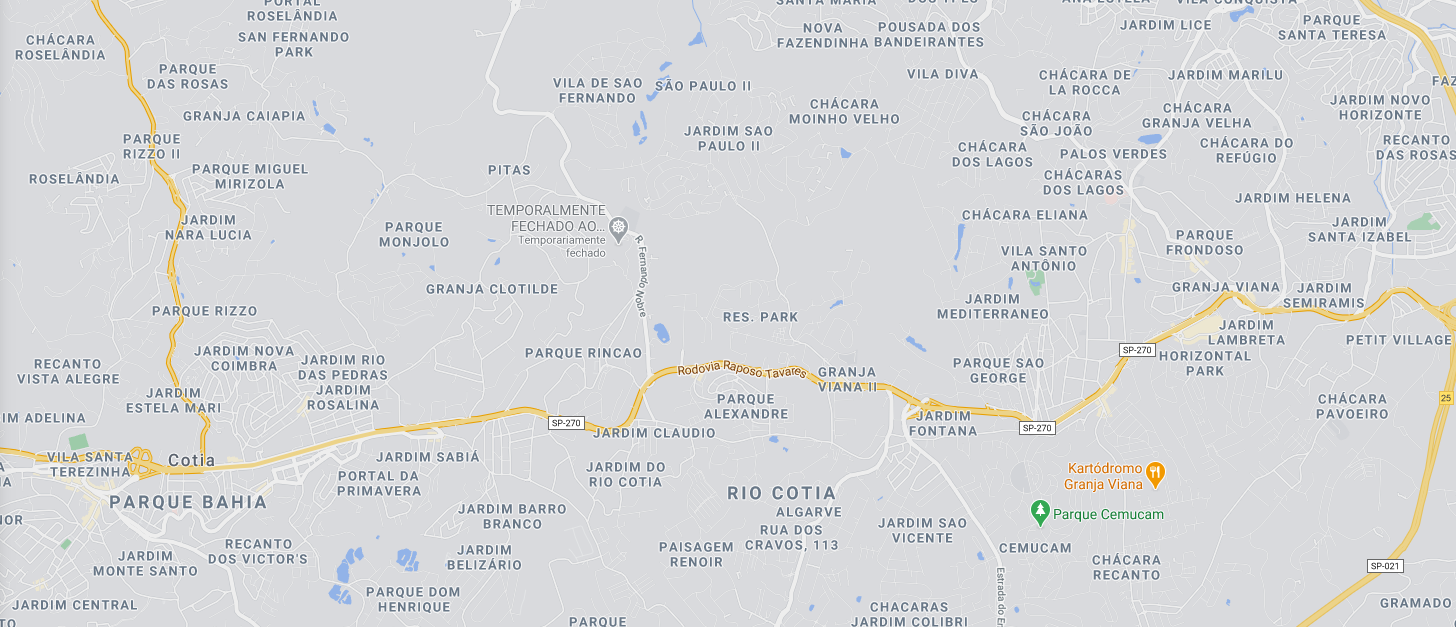 PORTAL
ROSELÂNDIA
SANTA MARIA
VILA CONQUISTA
CHÁCARA
ROSELÂNDIA
SAN FERNANDO
PARK
NOVA
FAZENDINHA
POUSADA DOS
BANDEIRANTES
JARDIM LICE
PARQUE
SANTA TERESA
PARQUE
DAS ROSAS
VILA DE SAO
FERNANDO
SÃO PAULO II
VILA DIVA
CHÁCARA DE
LA ROCCA
JARDIM MARILU
FAZ
GRANJA CAIAPIA
CHÁCARA
MOINHO VELHO
CHÁCARA
SÃO JOÃO
CHÁCARA
GRANJA VELHA
JARDIM NOVO
HORIZONTE
PARQUE
RIZZO II
JARDIM SAO
PAULO II
CHÁCARA
DOS LAGOS
PALOS VERDES
CHÁCARA DO
REFÚGIO
RECANTO
DAS ROSAS
ROSELÂNDIA
PARQUE MIGUEL
MIRIZOLA
PITAS
CHÁCARAS
DOS LAGOS
JARDIM HELENA
JARDIM
NARA LUCIA
PARQUE
MONJOLO
TEMPORALMENTE
FECHADO AO...
Temporariamente
fechado
R. Fernando Nobre
CHÁCARA ELIANA
JARDIM
SANTA IZABEL
PARQUE
FRONDOSO
VILA SANTO
ANTÔNIO
GRANJA CLOTILDE
GRANJA VIANA
JARDIM
SEMIRAMIS
PARQUE RIZZO
RES. PARK
JARDIM
MEDITERRANEO
JARDIM
LAMBRETA
PETIT VILLAGE
RECANTO
VISTA ALEGRE
JARDIM NOVA
COIMBRA
JARDIM RIO
DAS PEDRAS
PARQUE RINCAO
SP-270
HORIZONTAL
PARK
Rodovia Raposo Tavares
GRANJA
VIANA II
PARQUE SAO
GEORGE
JARDIM
ESTELA MARI
JARDIM
ROSALINA
PARQUE
ALEXANDRE
25
CHÁCARA
PAVOEIRO
IM ADELINA
SP-270
JARDIM CLAUDIO
JARDIM
FONTANA
SP-270
VILA SANTA
TEREZINHA
Cotia
JARDIM SABIÁ
JARDIM DO
RIO COTIA
Kartódromo
Granja Viana
PORTAL DA
PRIMAVERA
PARQUE BAHIA
RIO COTIA
ALGARVE
Parque Cemucam
NOR
JARDIM BARRO
BRANCO
RUA DOS
CRAVOS, 113
JARDIM SAO
VICENTE
CEMUCAM
RECANTO
DOS VICTOR'S
PAISAGEM
RENOIR
JARDIM
MONTE SANTO
JARDIM
BELIZÁRIO
CHÁCARA
RECANTO
SP-021
Estrada do Em
PARQUE DOM
HENRIQUE
JARDIM CENTRAL
CHACARAS
JARDIM COLIBRI
GRAMADO
PARQUE